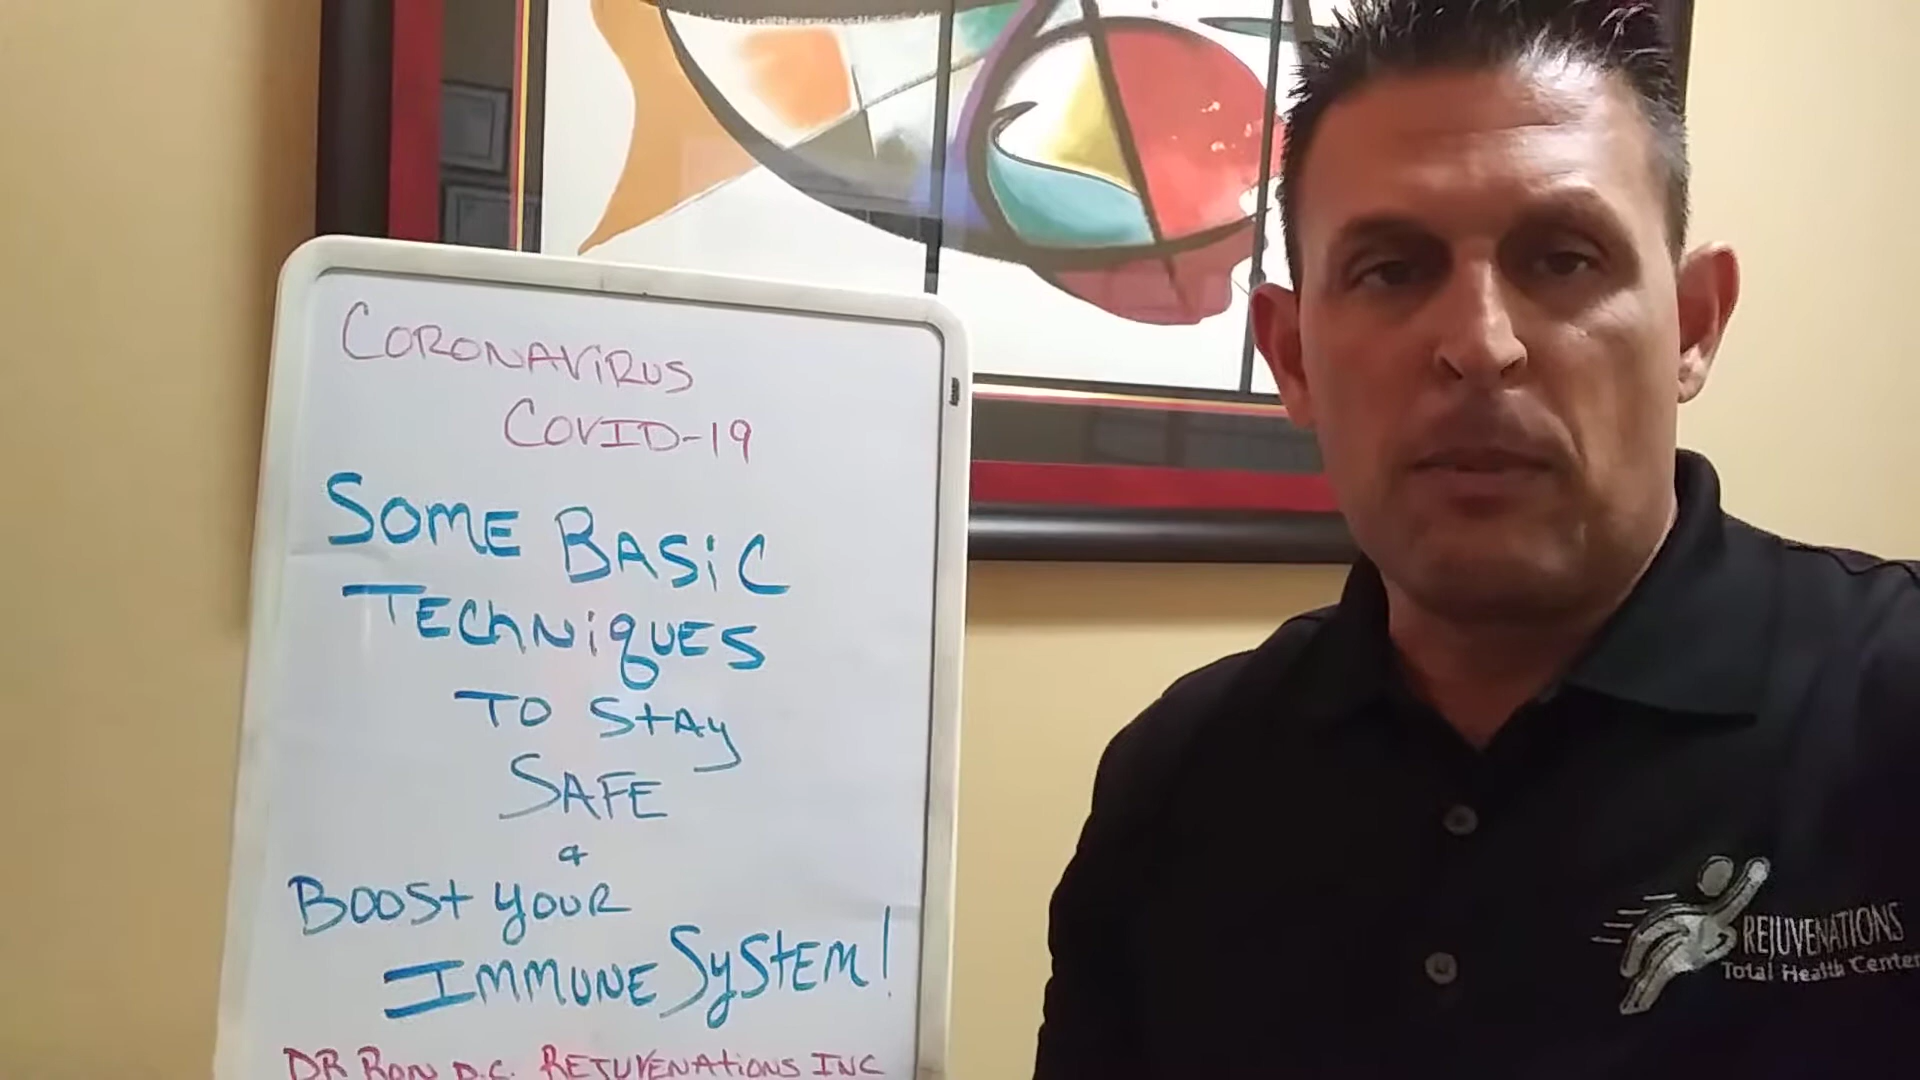 CORONAVIRUS
COVID-19
SOME BASIC
TECHNIQUES
TO STAY
SAFE
&
BOOST YOUR
IMMUNE SYSTEM!
DR RON D.C. REJUVENATIONS INC
REJUVENATIONS
Total Health Center